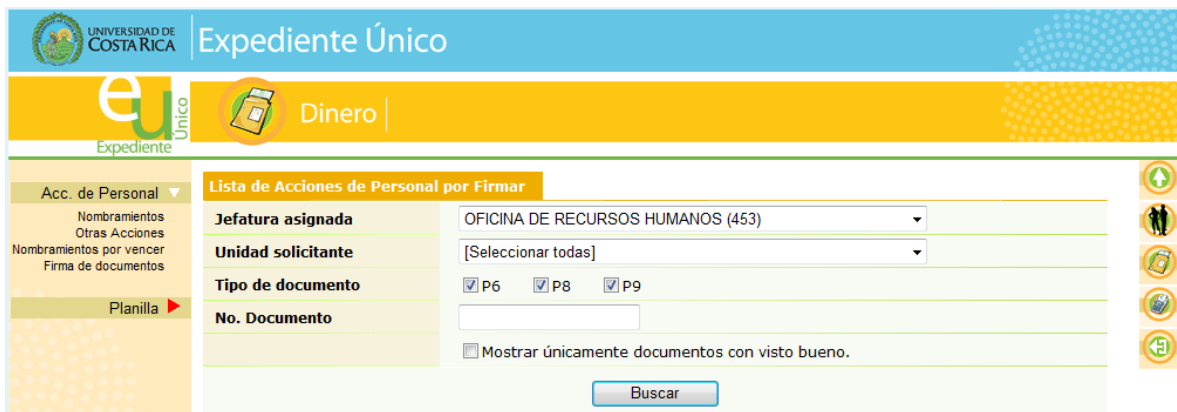 UNIVERSIDAD DE
COSTA RICA
Expediente Único
eu
Único
Expediente
Dinero
Acc. de Personal
Nombramientos
Otras Acciones
Nombramientos por vencer
Firma de documentos
Planilla
Lista de Acciones de Personal por Firmar
Jefatura asignada OFICINA DE RECURSOS HUMANOS (453)
Unidad solicitante [Seleccionar todas]
Tipo de documento P6 P8 P9
No. Documento
Mostrar únicamente documentos con visto bueno.
Buscar